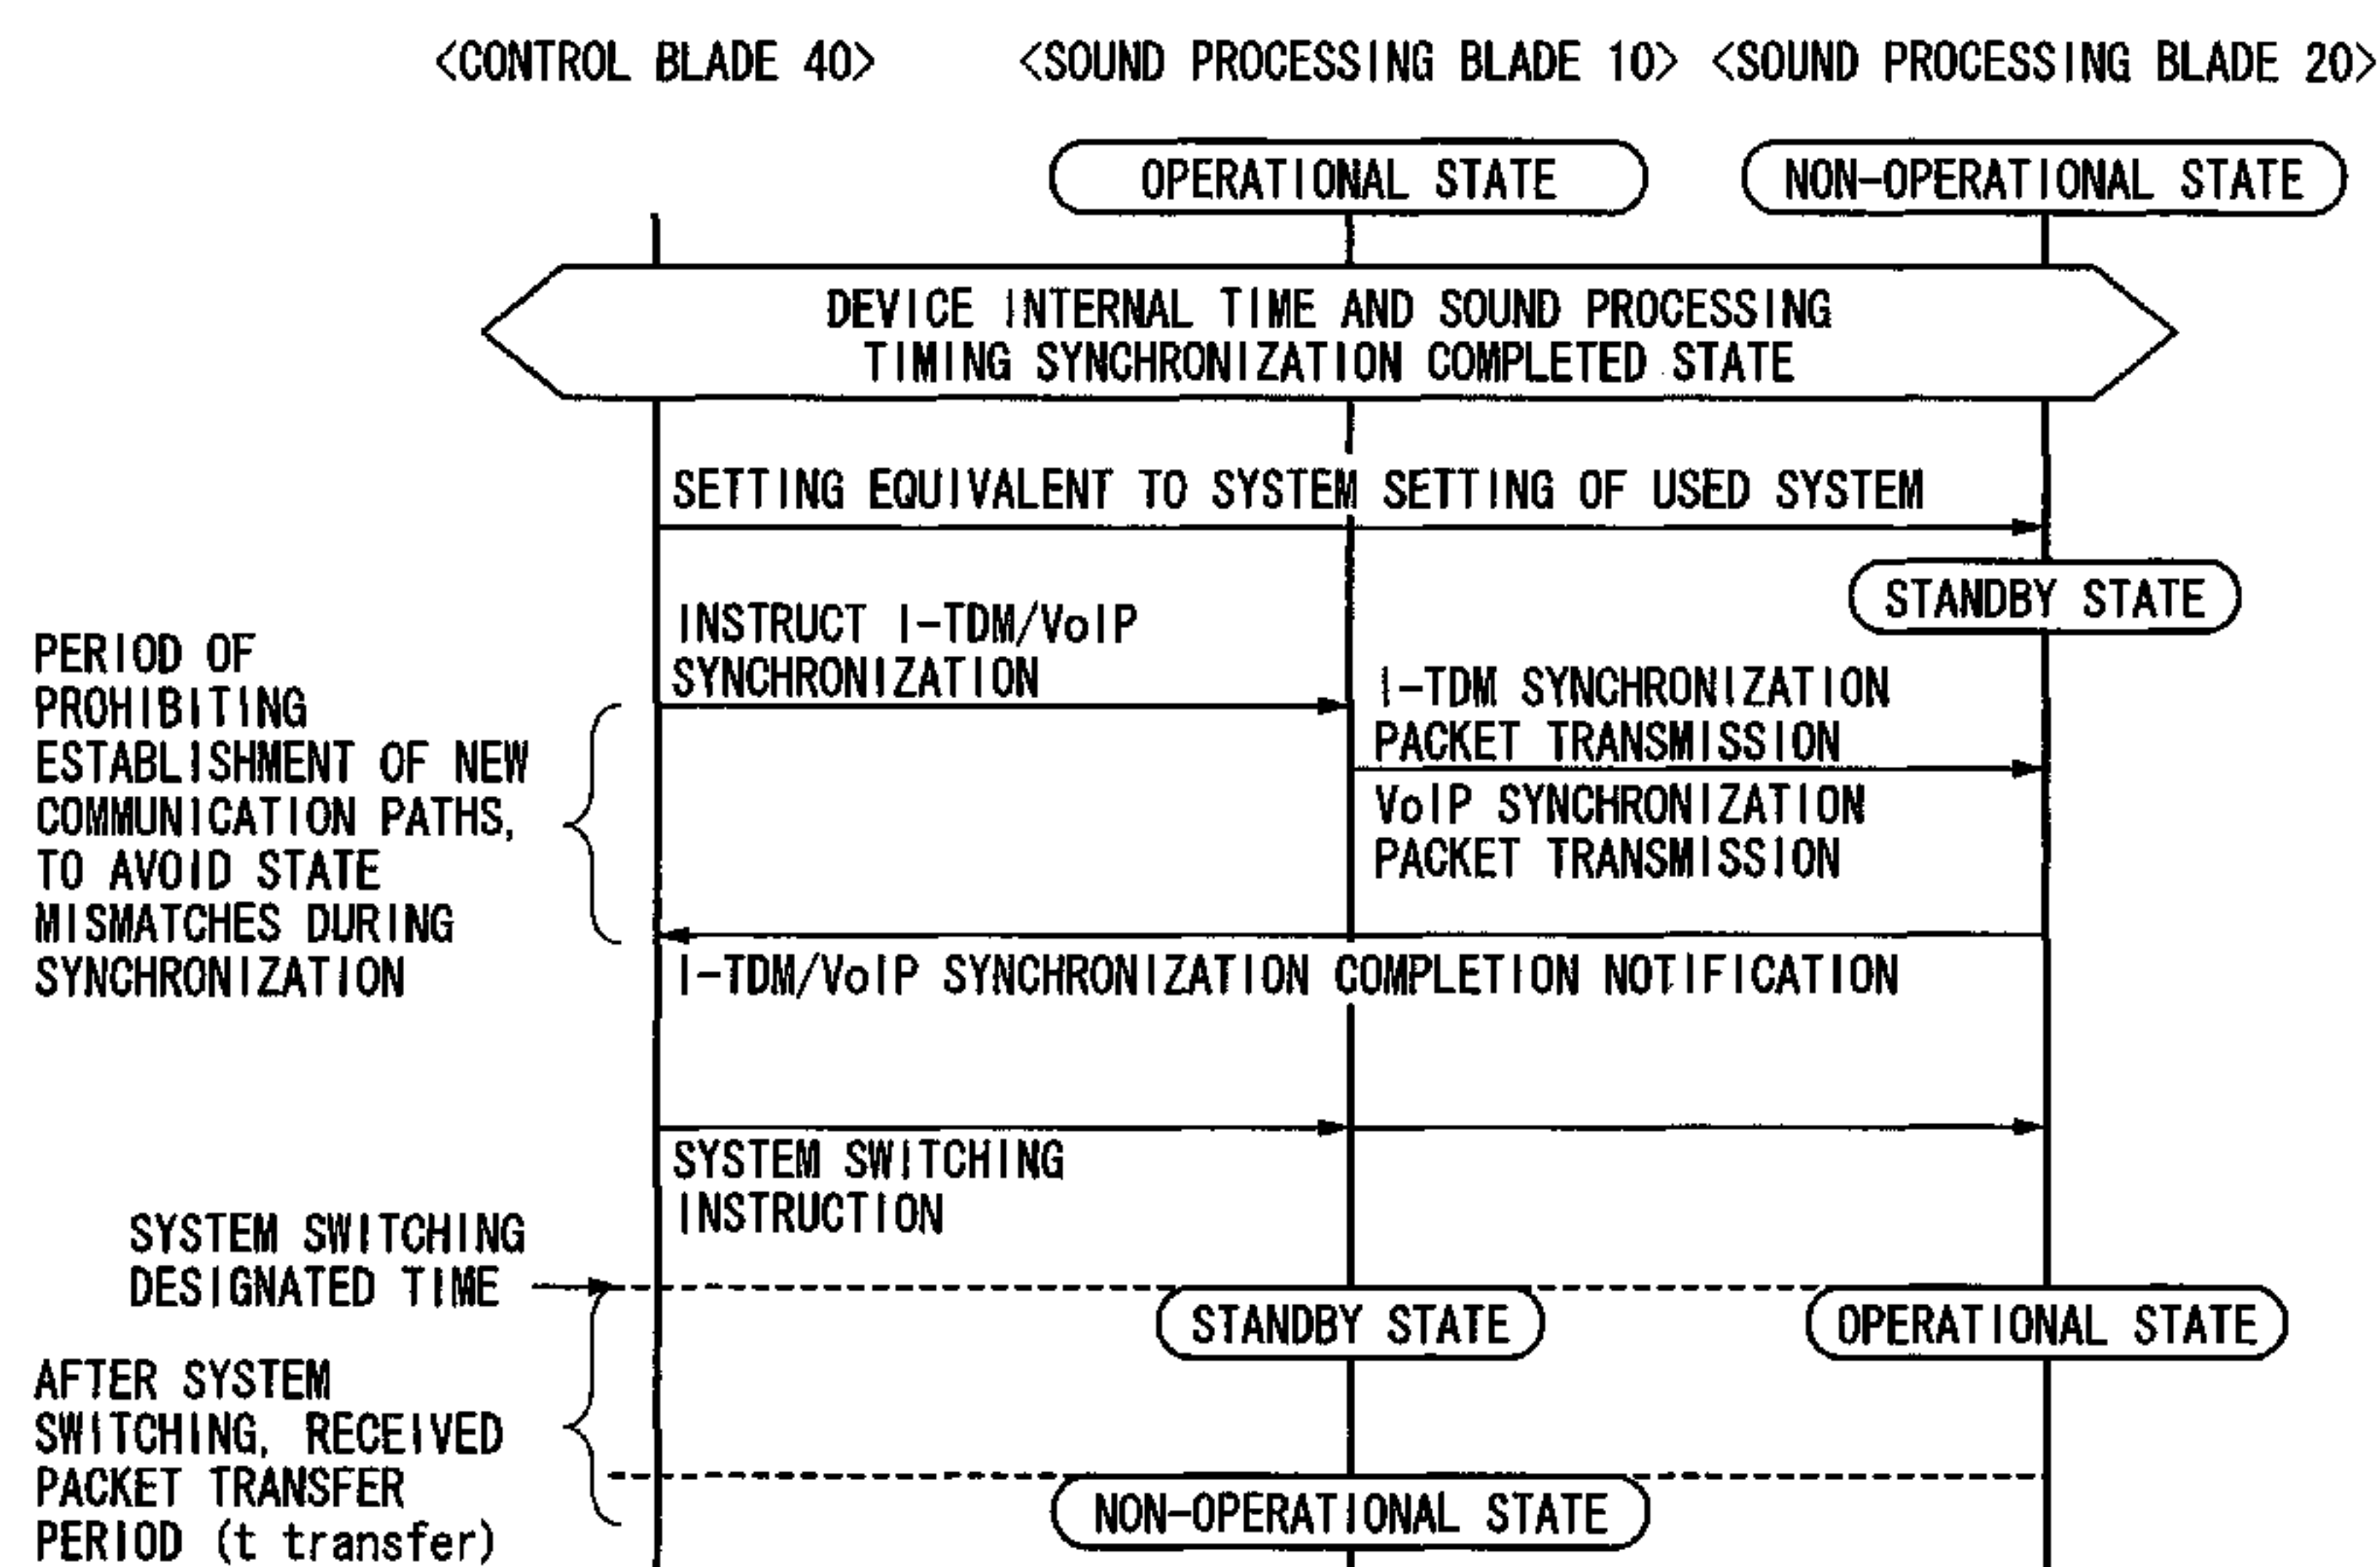 <CONTROL BLADE 40> <SOUND PROCESSING BLADE 10> <SOUND PROCESSING BLADE 20>
OPERATIONAL STATE
NON-OPERATIONAL STATE
DEVICE INTERNAL TIME AND SOUND PROCESSING
TIMING SYNCHRONIZATION COMPLETED STATE
SETTING EQUIVALENT TO SYSTEM SETTING OF USED SYSTEM
STANDBY STATE
INSTRUCT I-TDM/VoIP
SYNCHRONIZATION
PERIOD OF
PROHIBITING
ESTABLISHMENT OF NEW
COMMUNICATION PATHS,
TO AVOID STATE
MISMATCHES DURING
SYNCHRONIZATION
I-TDM SYNCHRONIZATION
PACKET TRANSMISSION
VoIP SYNCHRONIZATION
PACKET TRANSMISSION
I-TDM/VoIP SYNCHRONIZATION COMPLETION NOTIFICATION
SYSTEM SWITCHING
INSTRUCTION
SYSTEM SWITCHING
DESIGNATED TIME
STANDBY STATE
OPERATIONAL STATE
AFTER SYSTEM
SWITCHING, RECEIVED
PACKET TRANSFER
PERIOD (t transfer)
NON-OPERATIONAL STATE